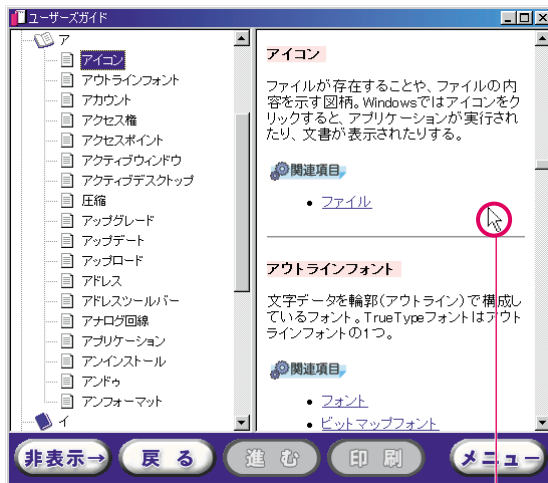 ユーザーズガイド
ア
アイコン
アウトラインフォント
アカウント
アクセス権
アクセスポイント
アクティブウィンドウ
アクティブデスクトップ
圧縮
アップグレード
アップデート
アップロード
アドレス
アドレスツールバー
アナログ回線
アプリケーション
アンインストール
アンドゥ
アンフォーマット
イ
アイコン
ファイルが存在することや、ファイルの内
容を示す図柄。Windowsではアイコンをク
リックすると、アプリケーションが実行され
たり、文書が表示されたりする。
関連項目
• ファイル
アウトラインフォント
文字データを輪郭(アウトライン)で構成し
ているフォント。TrueTypeフォントはアウト
ラインフォントの1つ。
関連項目
• フォント
• ビットマップフォント
非表示→ 戻る 進む 印刷 メニュー